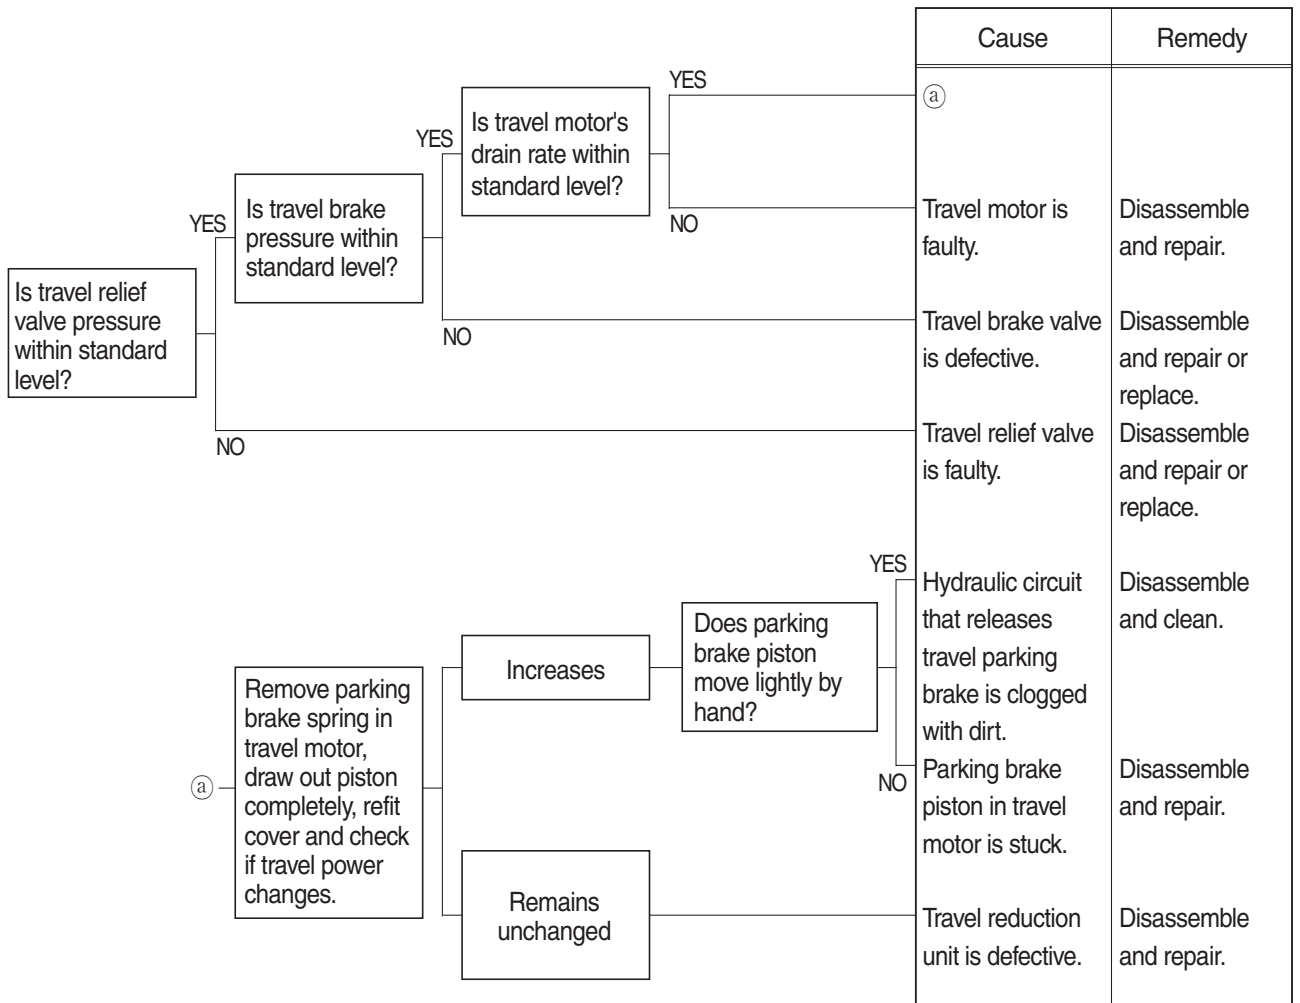 Cause
Remedy
YES
ⓐ
Is travel motor's
drain rate within
standard level?
YES
NO
Travel motor is
faulty.
Disassemble
and repair.
Is travel brake
pressure within
standard level?
YES
NO
Travel brake valve
is defective.
Disassemble
and repair or
replace.
Is travel relief
valve pressure
within standard
level?
NO
Travel relief valve
is faulty.
Disassemble
and repair or
replace.
YES
Hydraulic circuit
that releases
travel parking
brake is clogged
with dirt.
Disassemble
and clean.
Does parking
brake piston
move lightly by
hand?
Increases
ⓐ
Remove parking
brake spring in
travel motor,
draw out piston
completely, refit
cover and check
if travel power
changes.
NO
Parking brake
piston in travel
motor is stuck.
Disassemble
and repair.
Remains
unchanged
Travel reduction
unit is defective.
Disassemble
and repair.